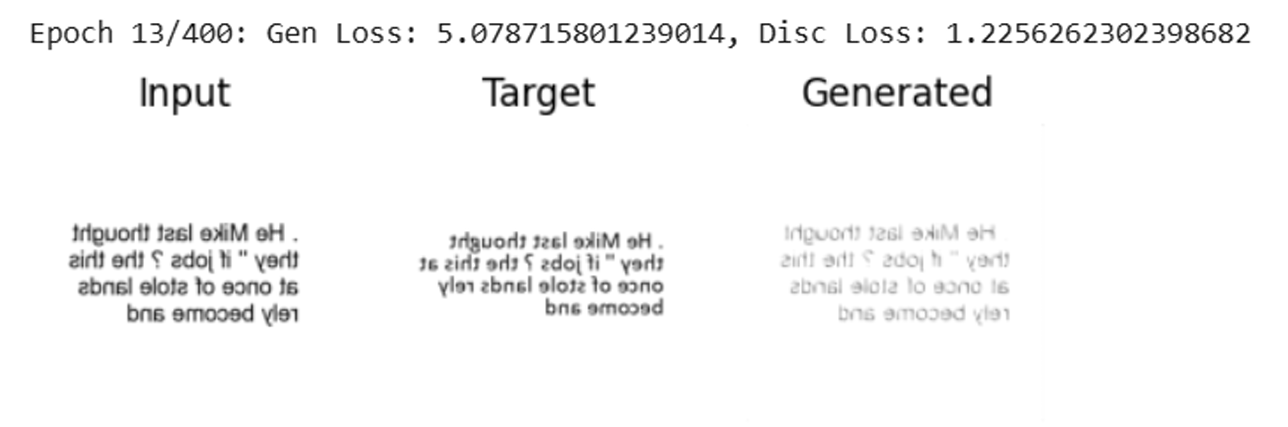 Epoch 13/400: Gen Loss: 5.078715801239014, Disc Loss: 1.2256262302398682
Input
Target
Generated
. He Mike last thought
they " if jobs ? the this
at once of stole lands
rely become and
. He Mike last thought
they " if jobs ? the this at
once of stole lands rely
become and
He Mike last thought
they " if jobs ? the this
at once of stole lands
rely become and